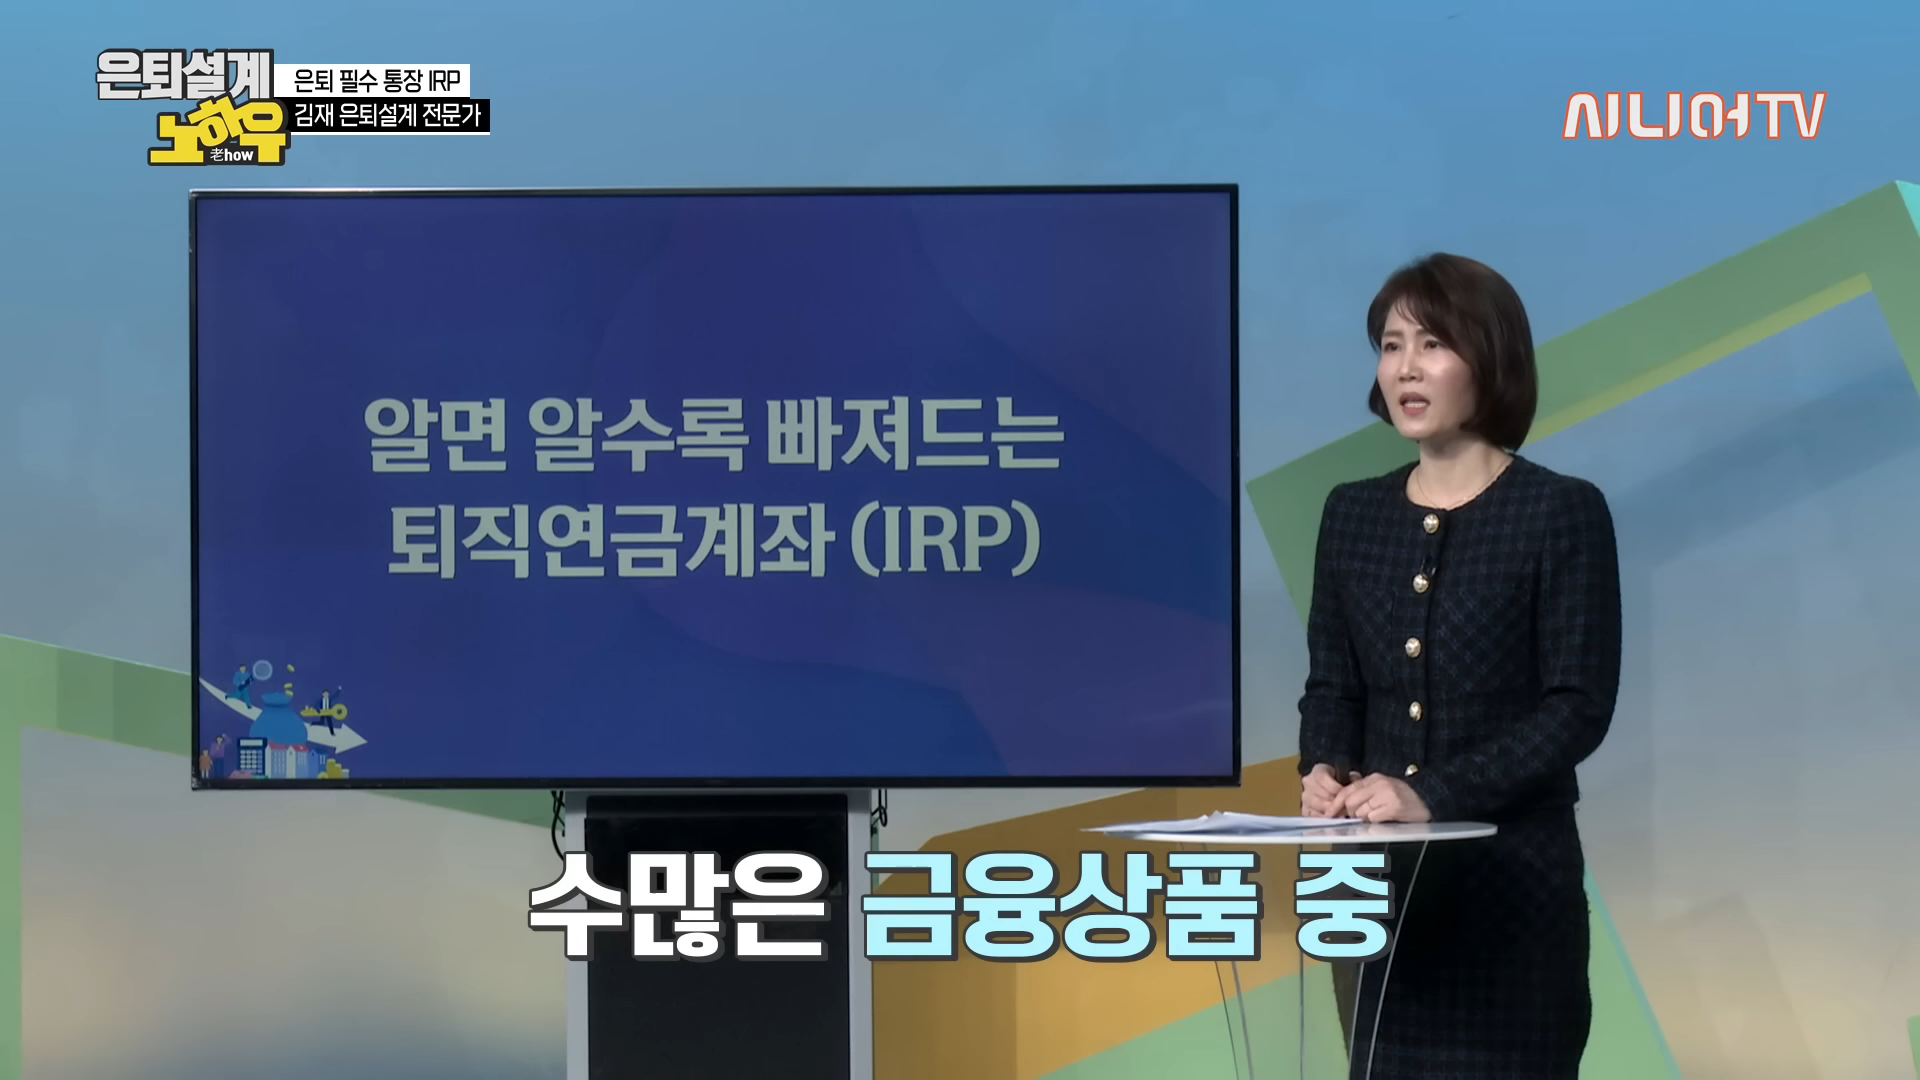 은퇴설계
노하우
老how
은퇴 필수 통장 IRP
김재 은퇴설계 전문가
시니어TV
알면 알수록 빠져드는
퇴직연금계좌 (IRP)
수많은 금융상품 중